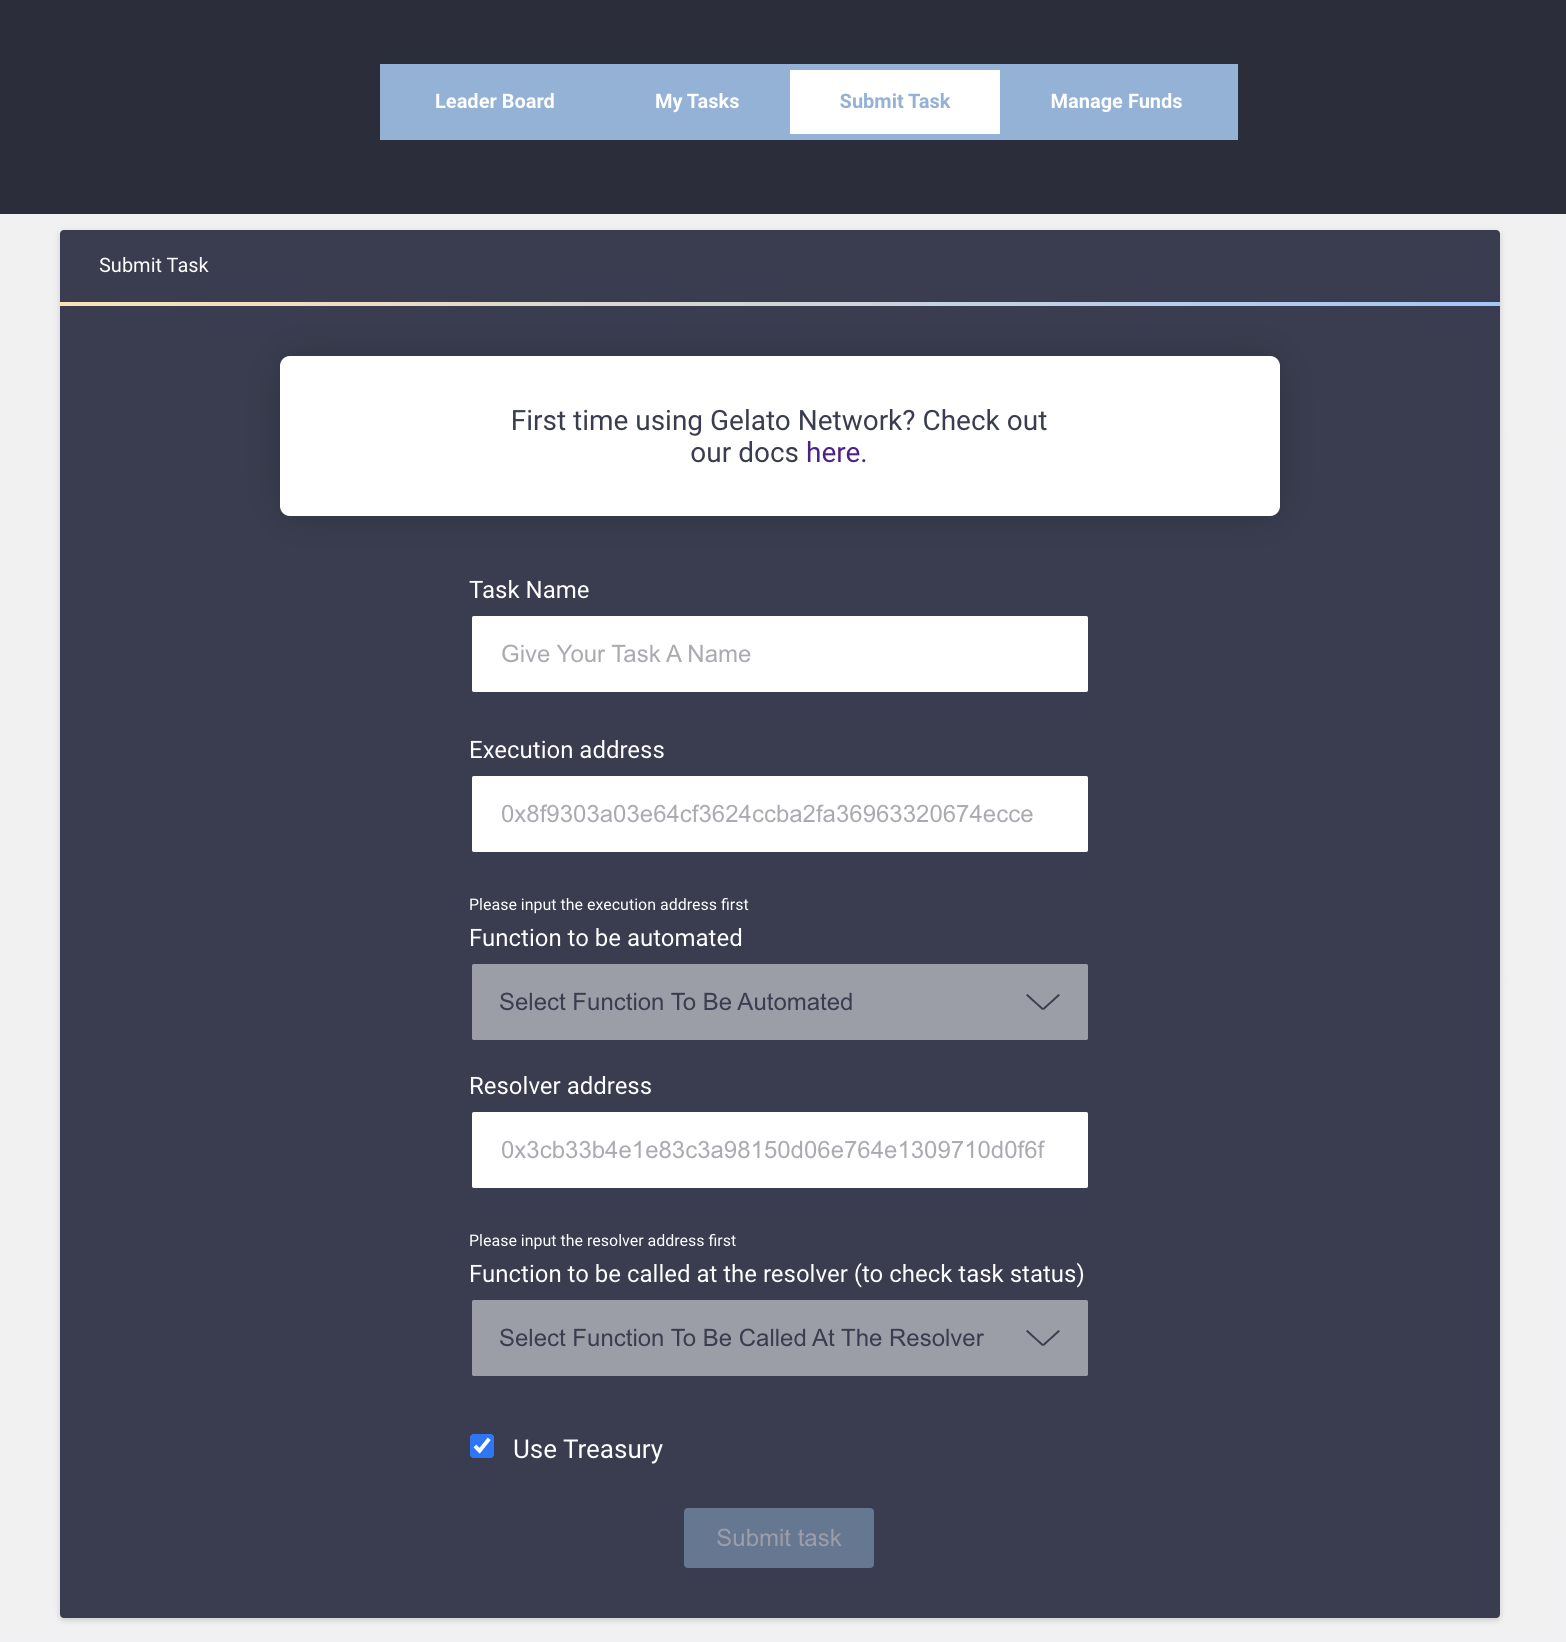 Leader Board
My Tasks
Submit Task
Manage Funds
Submit Task
First time using Gelato Network? Check out
our docs here.
Task Name
Give Your Task A Name
Execution address
0x8f9303a03e64cf3624ccba2fa36963320674ecce
Please input the execution address first
Function to be automated
Select Function To Be Automated
Resolver address
0x3cb33b4e1e83c3a98150d06e764e1309710d0f6f
Please input the resolver address first
Function to be called at the resolver (to check task status)
Select Function To Be Called At The Resolver
Use Treasury
Submit task